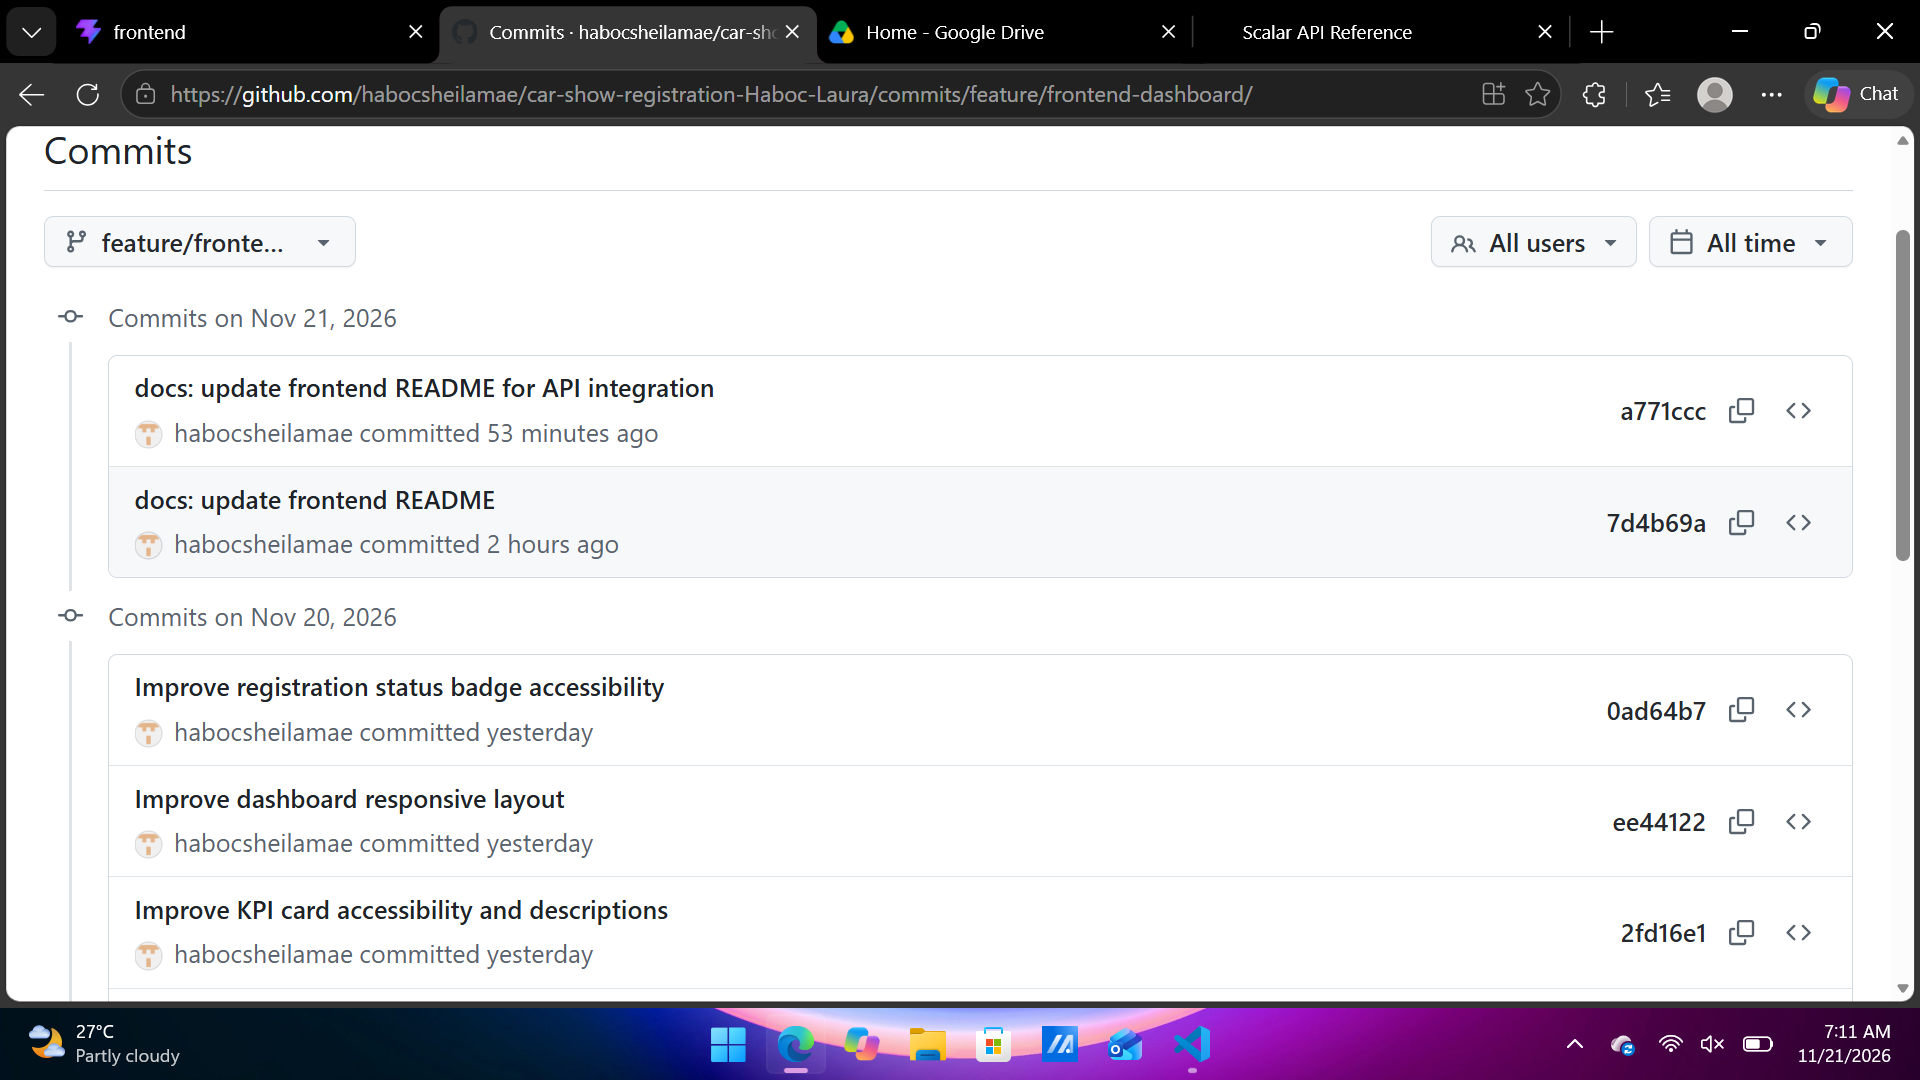 frontend
Commits · habocsheilamae/car-sho
Home - Google Drive
Scalar API Reference
https://github.com/habocsheilamae/car-show-registration-Haboc-Laura/commits/feature/frontend-dashboard/
Chat
Commits
feature/fronte...
All users
All time
Commits on Nov 21, 2026
docs: update frontend README for API integration
habocsheilamae committed 53 minutes ago
a771ccc
docs: update frontend README
habocsheilamae committed 2 hours ago
7d4b69a
Commits on Nov 20, 2026
Improve registration status badge accessibility
habocsheilamae committed yesterday
0ad64b7
Improve dashboard responsive layout
habocsheilamae committed yesterday
ee44122
Improve KPI card accessibility and descriptions
habocsheilamae committed yesterday
2fd16e1
27°C
Partly cloudy
7:11 AM
11/21/2026